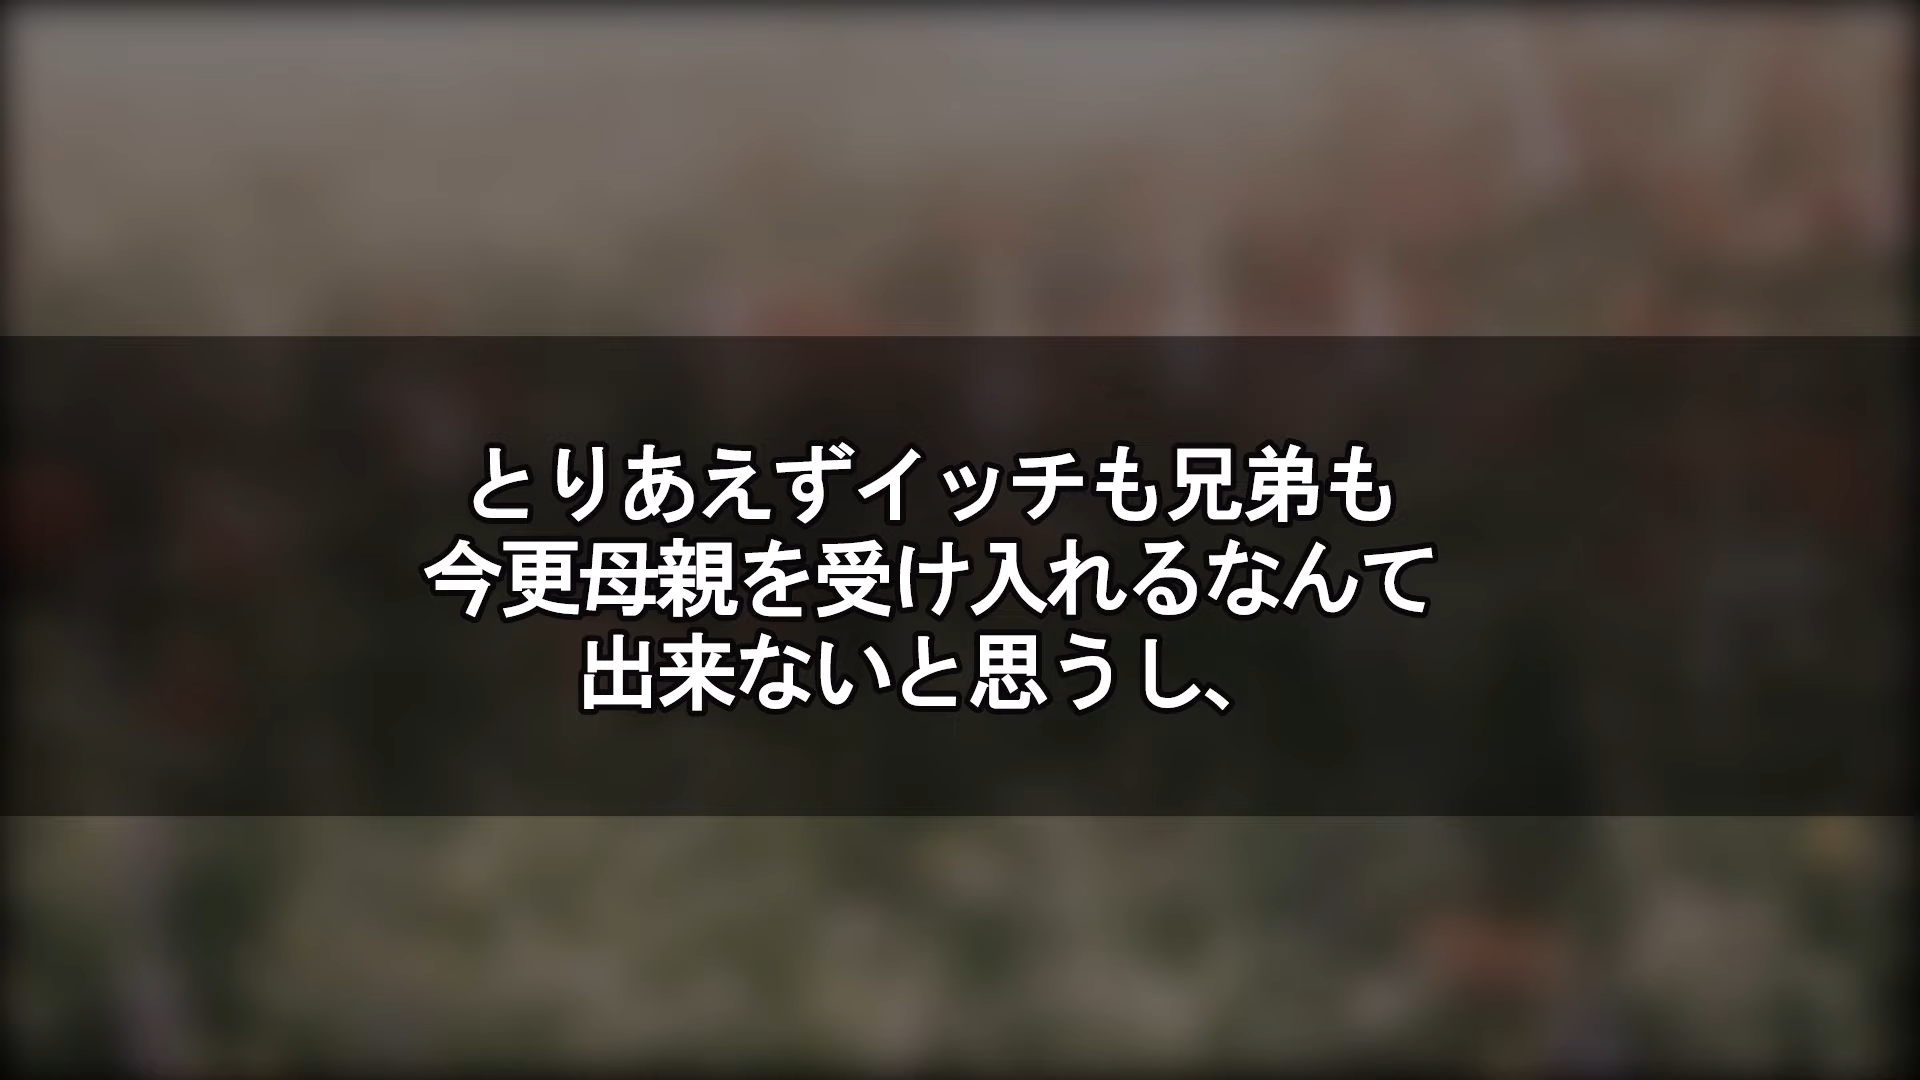 とりあえずイッチも兄弟も
今更母親を受け入れるなんて
出来ないと思うし、